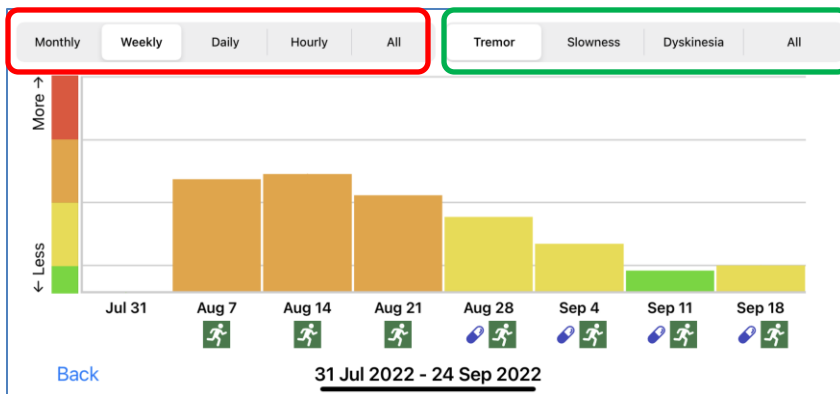 Monthly Weekly Daily Hourly All Tremor Slowness Dyskinesia All
More →
← Less
Jul 31 Aug 7 Aug 14 Aug 21 Aug 28 Sep 4 Sep 11 Sep 18
Back 31 Jul 2022 - 24 Sep 2022